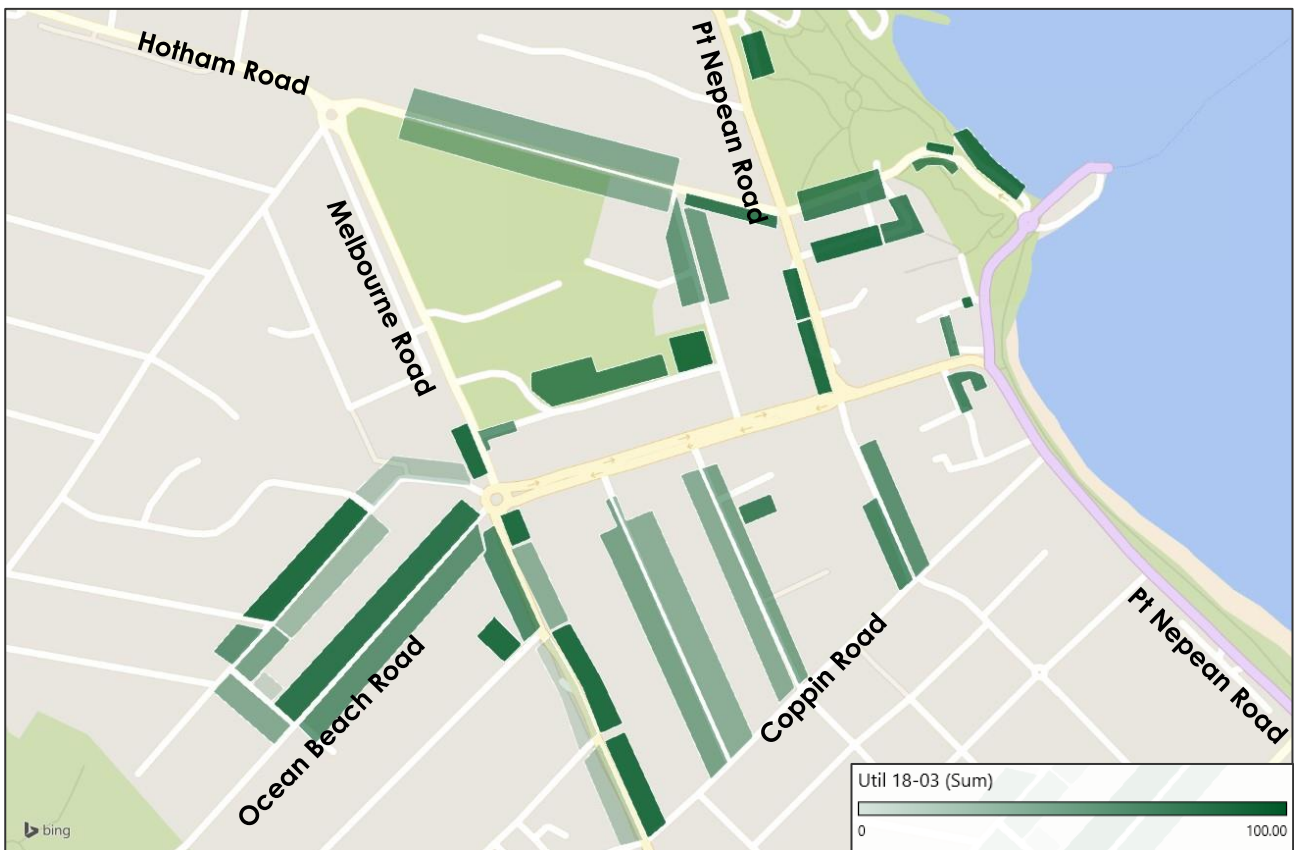 Hotham Road
Pt Nepean Road
Melbourne Road
Ocean Beach Road
Coppin Road
Pt Nepean Road
Util 18-03 (Sum)
0 100.00
bing